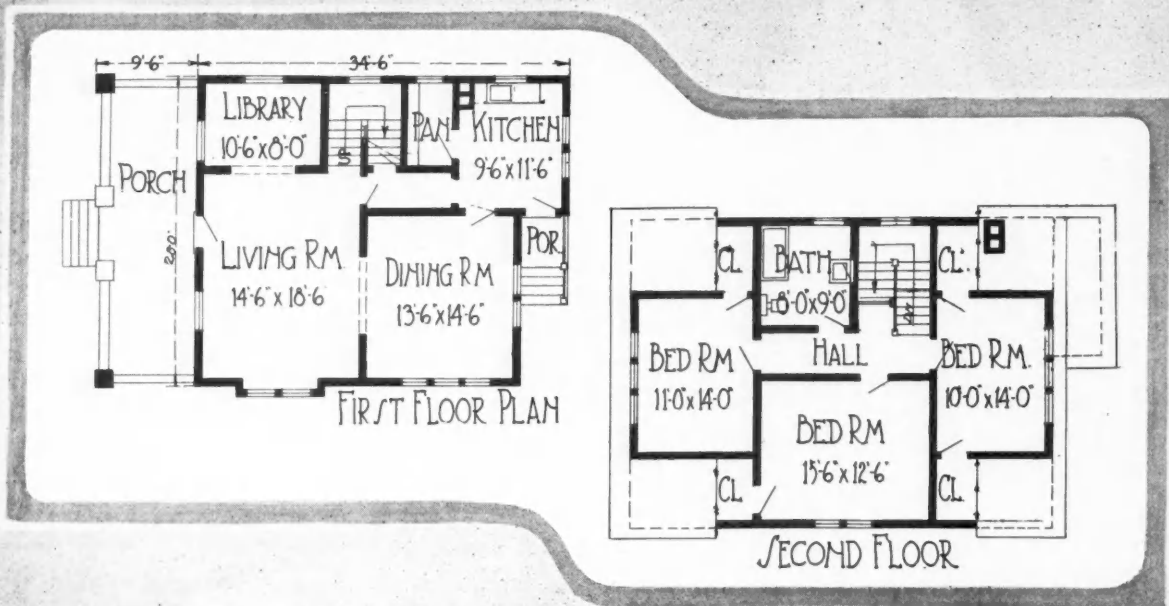 9'-6"
34'-6"
LIBRARY
10'-6"x8'-0"
UP
PAN
KITCHEN
9'-6"x11'-6"
PORCH
LIVING RM.
14'-6"x18'-6
DINING RM
13'-6"x14'-6"
POR.
FIRST FLOOR PLAN
CL.
BATH
8'-0"x9'-0"
CL.
BED RM
11'-0"x14'-0"
HALL
BED RM.
10'-0"x14'-0"
BED RM
15'-6"x12'-6"
CL
CL.
SECOND FLOOR